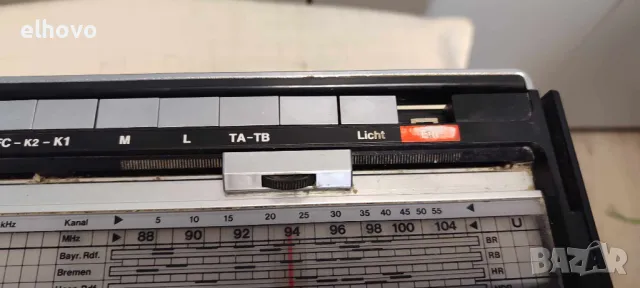 elhovo
FC-K2-K1 M L TA-TB Licht
kHz Kanal 5 10 15 20 25 30 35 40 45 50 55
U
MHz 88 90 92 94 96 98 100 104
BR
Bayr. Rdf. RB
Bremen HR
BAZAR